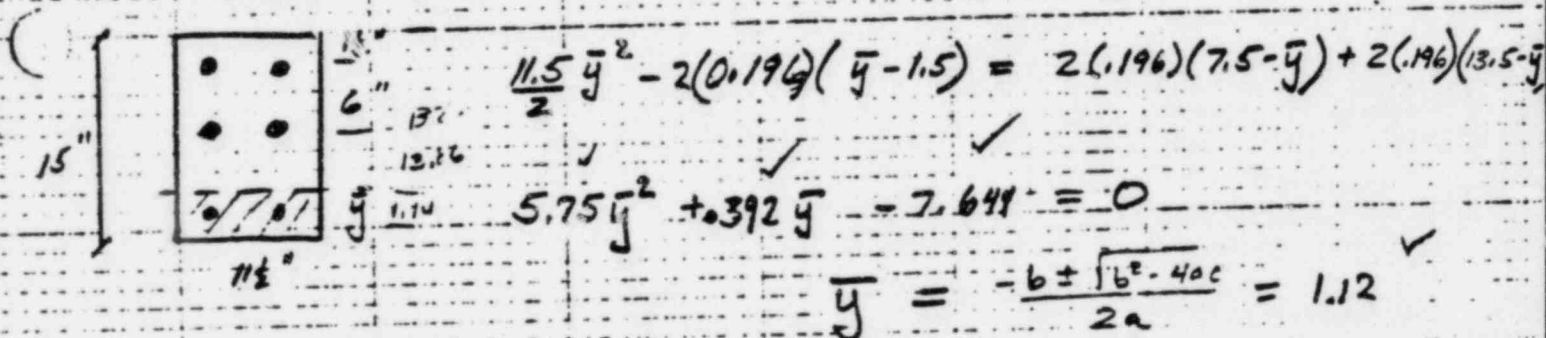 11.5/2 ȳ² - 2(0.196)(ȳ-1.5) = 2(.196)(7.5-ȳ) + 2(.196)(13.5-ȳ
6"
15"
5.75ȳ² +.392ȳ - 7.644 = 0
ȳ
11½"
ȳ = -b ± √b²-4ac / 2a = 1.12